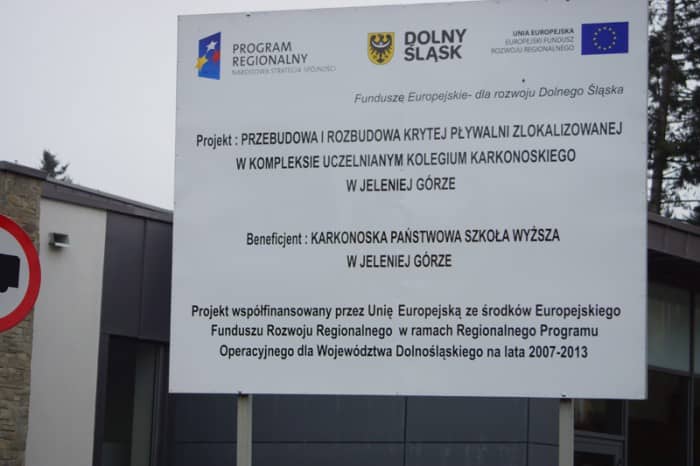 PROGRAM
REGIONALNY
NARODOWA STRATEGIA SPÓJNOŚCI
DOLNY
ŚLĄSK
UNIA EUROPEJSKA
EUROPEJSKI FUNDUSZ
ROZWOJU REGIONALNEGO
Fundusze Europejskie- dla rozwoju Dolnego Śląska
Projekt : PRZEBUDOWA I ROZBUDOWA KRYTEJ PŁYWALNI ZLOKALIZOWANEJ
W KOMPLEKSIE UCZELNIANYM KOLEGIUM KARKONOSKIEGO
W JELENIEJ GÓRZE
Beneficjent : KARKONOSKA PAŃSTWOWA SZKOŁA WYŻSZA
W JELENIEJ GÓRZE
Projekt współfinansowany przez Unię Europejską ze środków Europejskiego
Funduszu Rozwoju Regionalnego w ramach Regionalnego Programu
Operacyjnego dla Województwa Dolnośląskiego na lata 2007-2013